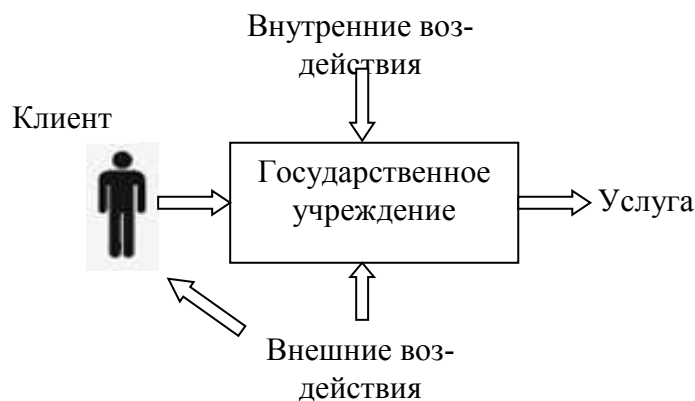 Внутренние воз-
действия
Клиент
Государственное
учреждение
Услуга
Внешние воз-
действия